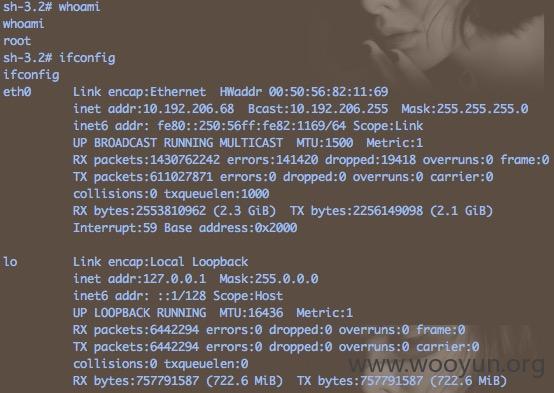 sh-3.2# whoami
whoami
root
sh-3.2# ifconfig
ifconfig
eth0 Link encap:Ethernet HWaddr 00:50:56:82:11:69
inet addr:10.192.206.68 Bcast:10.192.206.255 Mask:255.255.255.0
inet6 addr: fe80::250:56ff:fe82:1169/64 Scope:Link
UP BROADCAST RUNNING MULTICAST MTU:1500 Metric:1
RX packets:1430762242 errors:141420 dropped:19418 overruns:0 frame:0
TX packets:611027871 errors:0 dropped:0 overruns:0 carrier:0
collisions:0 txqueuelen:1000
RX bytes:2553810962 (2.3 GiB) TX bytes:2256149098 (2.1 GiB)
Interrupt:59 Base address:0x2000
lo Link encap:Local Loopback
inet addr:127.0.0.1 Mask:255.0.0.0
inet6 addr: ::1/128 Scope:Host
UP LOOPBACK RUNNING MTU:16436 Metric:1
RX packets:6442294 errors:0 dropped:0 overruns:0 frame:0
TX packets:6442294 errors:0 dropped:0 overruns:0 carrier:0
collisions:0 txqueuelen:0
RX bytes:757791587 (722.6 MiB) TX bytes:757791587 (722.6 MiB)
www.wooyun.org